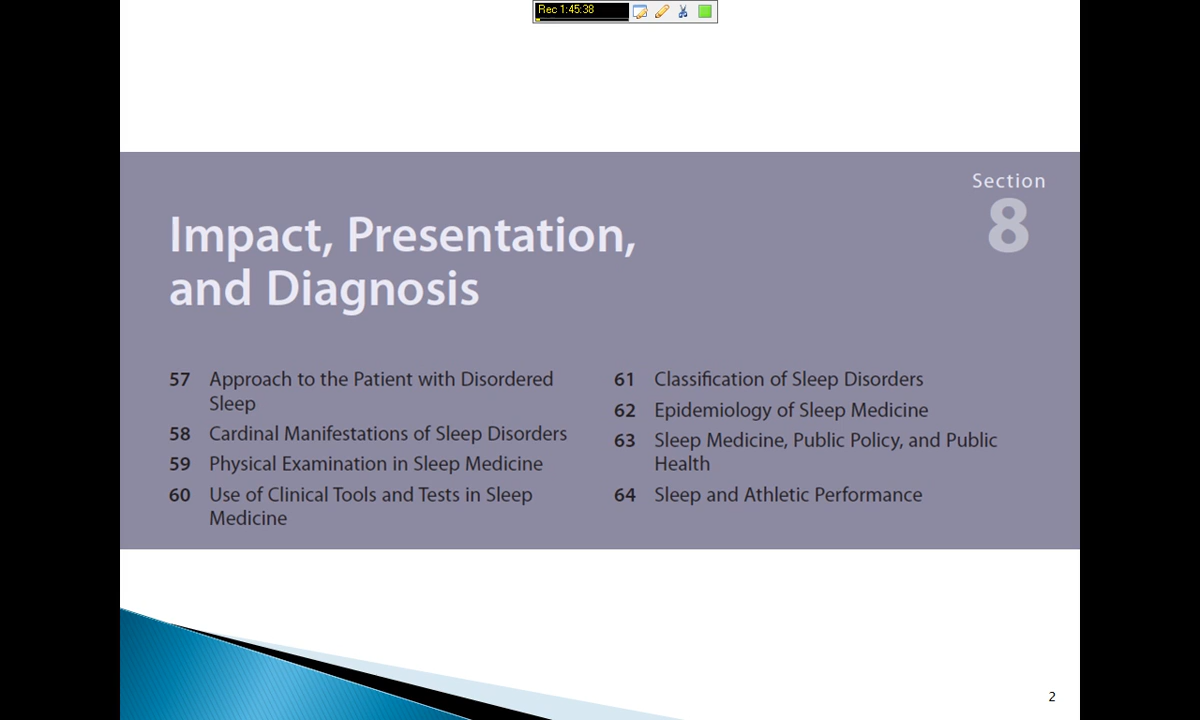 Rec 1:45:38
Section
8
Impact, Presentation,
and Diagnosis
57 Approach to the Patient with Disordered
Sleep
58 Cardinal Manifestations of Sleep Disorders
59 Physical Examination in Sleep Medicine
60 Use of Clinical Tools and Tests in Sleep
Medicine
61 Classification of Sleep Disorders
62 Epidemiology of Sleep Medicine
63 Sleep Medicine, Public Policy, and Public
Health
64 Sleep and Athletic Performance
2